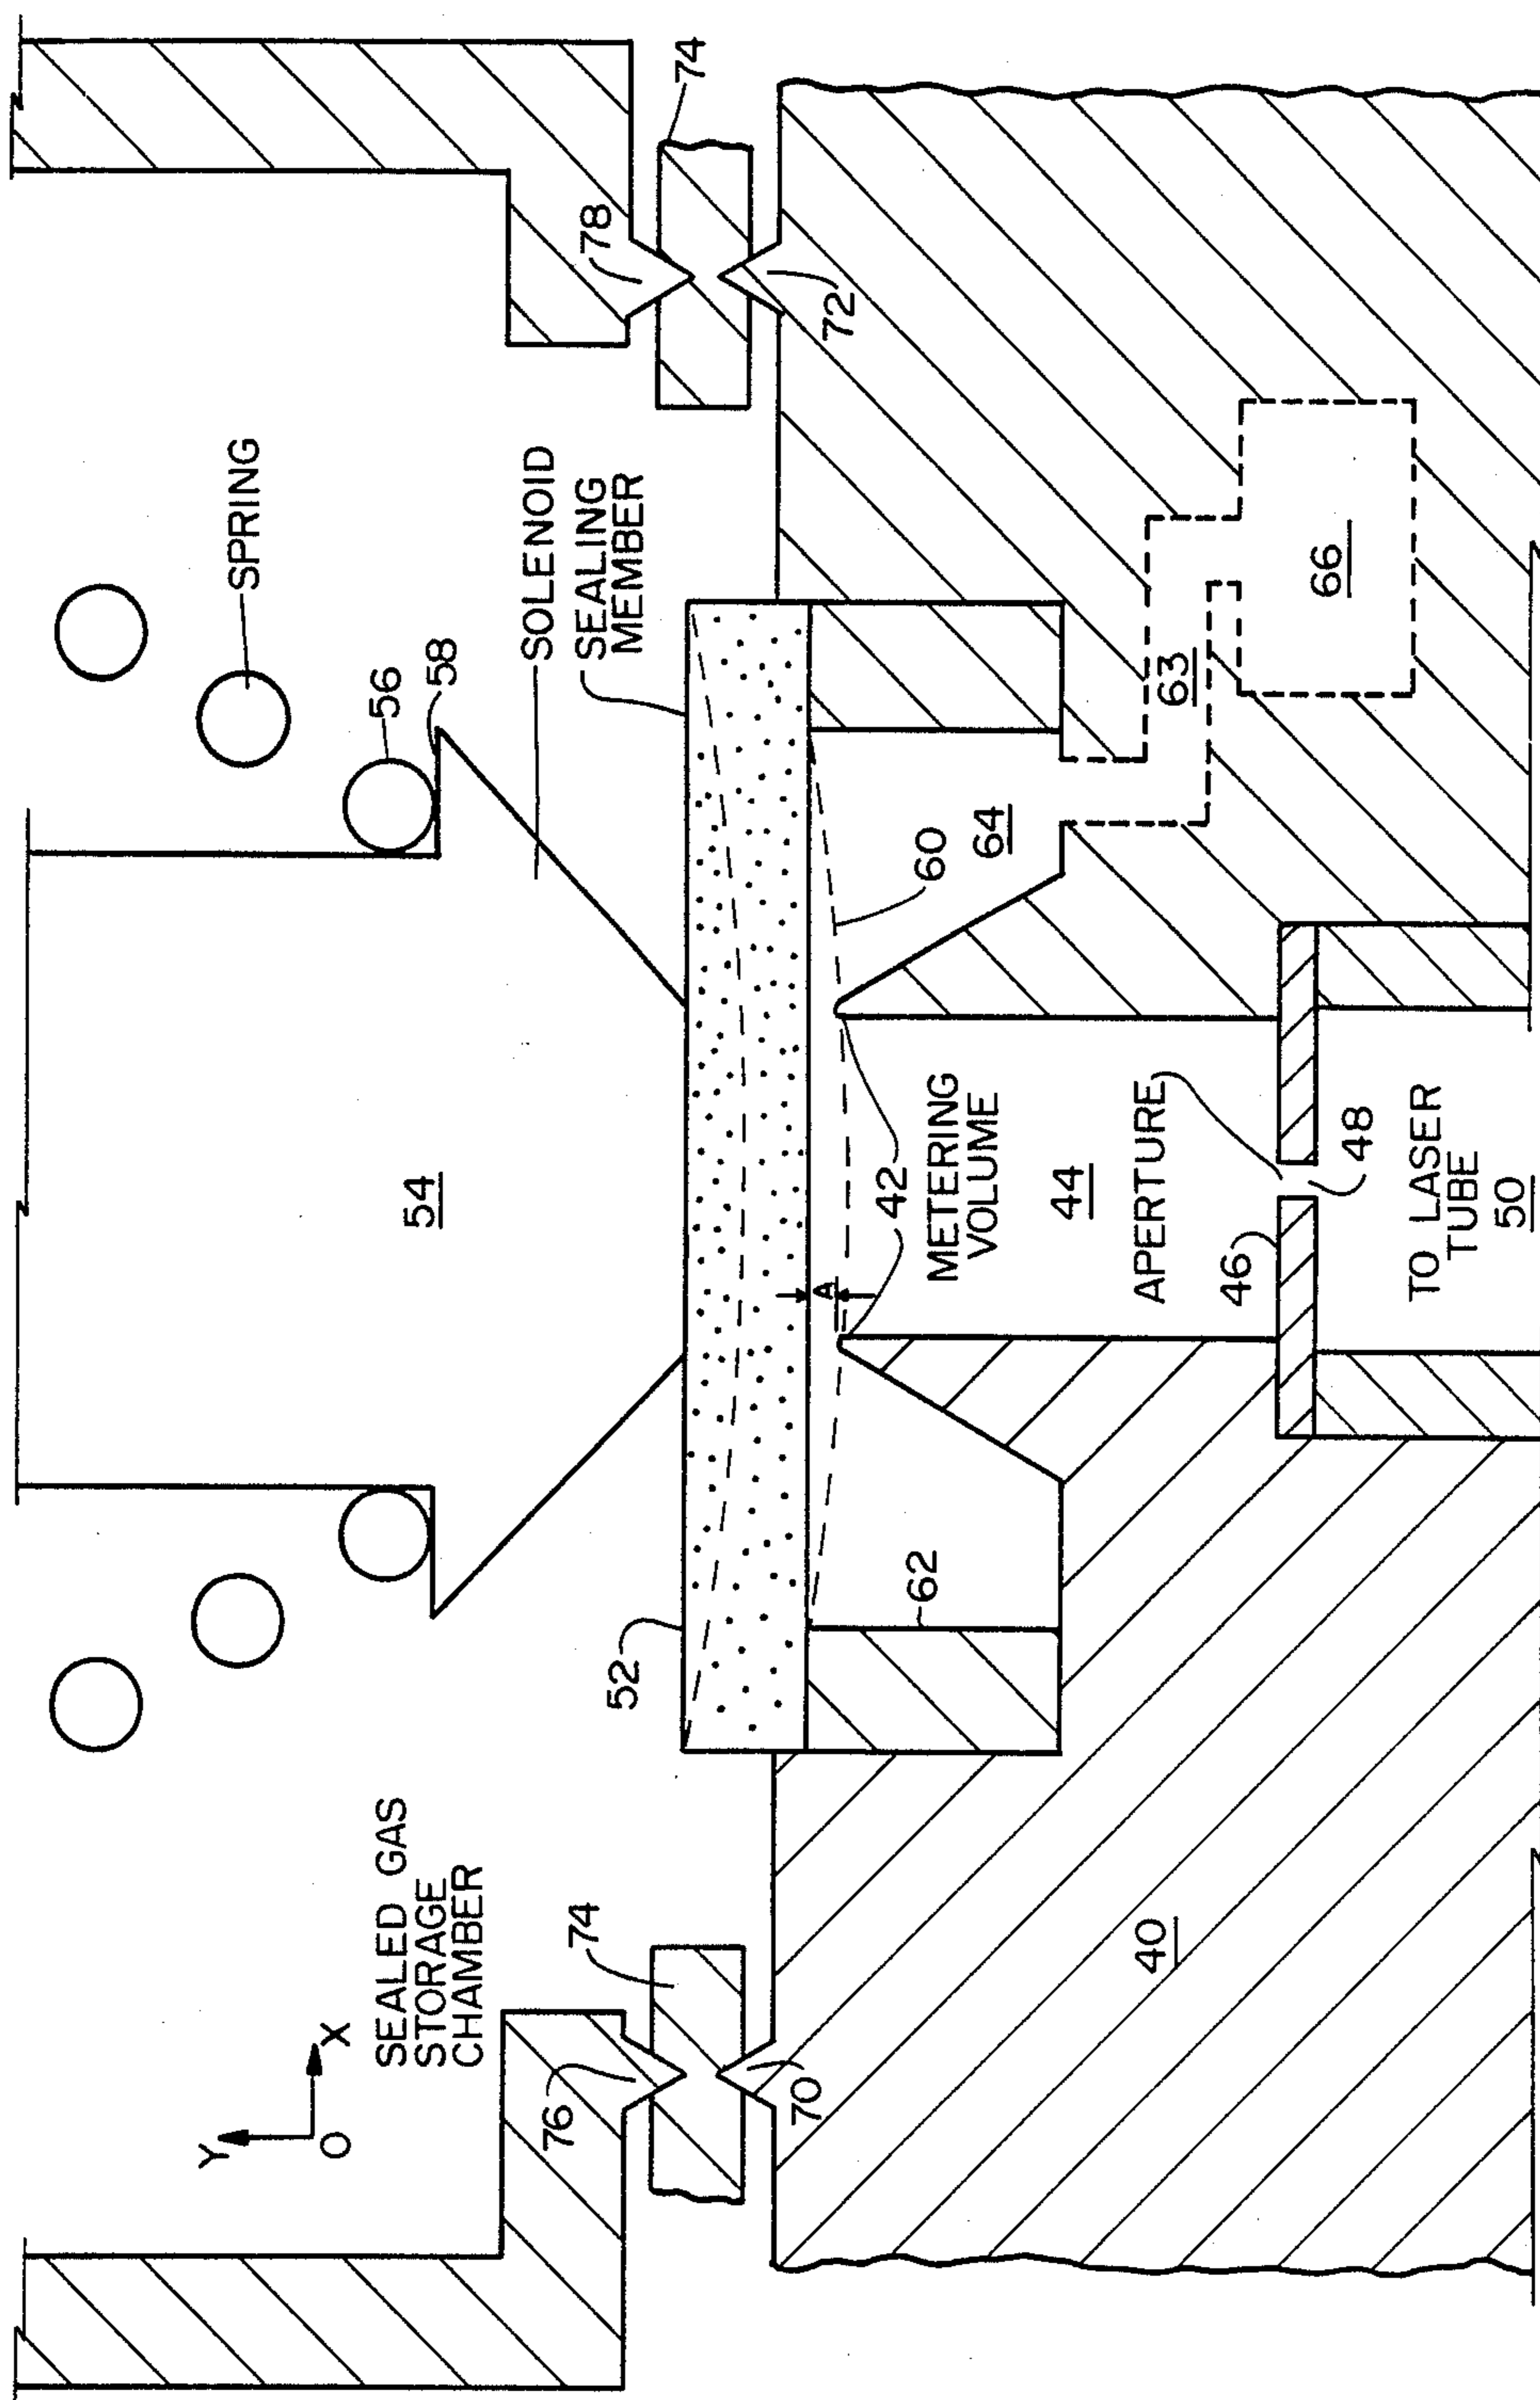 Y
O
X
SEALED GAS
STORAGE
CHAMBER
SPRING
56
58
54
SOLENOID
SEALING
MEMBER
52
74
76
70
74
78
72
A
60
62
64
42
METERING
VOLUME
44
APERTURE
46
48
TO LASER
TUBE
50
63
66
40